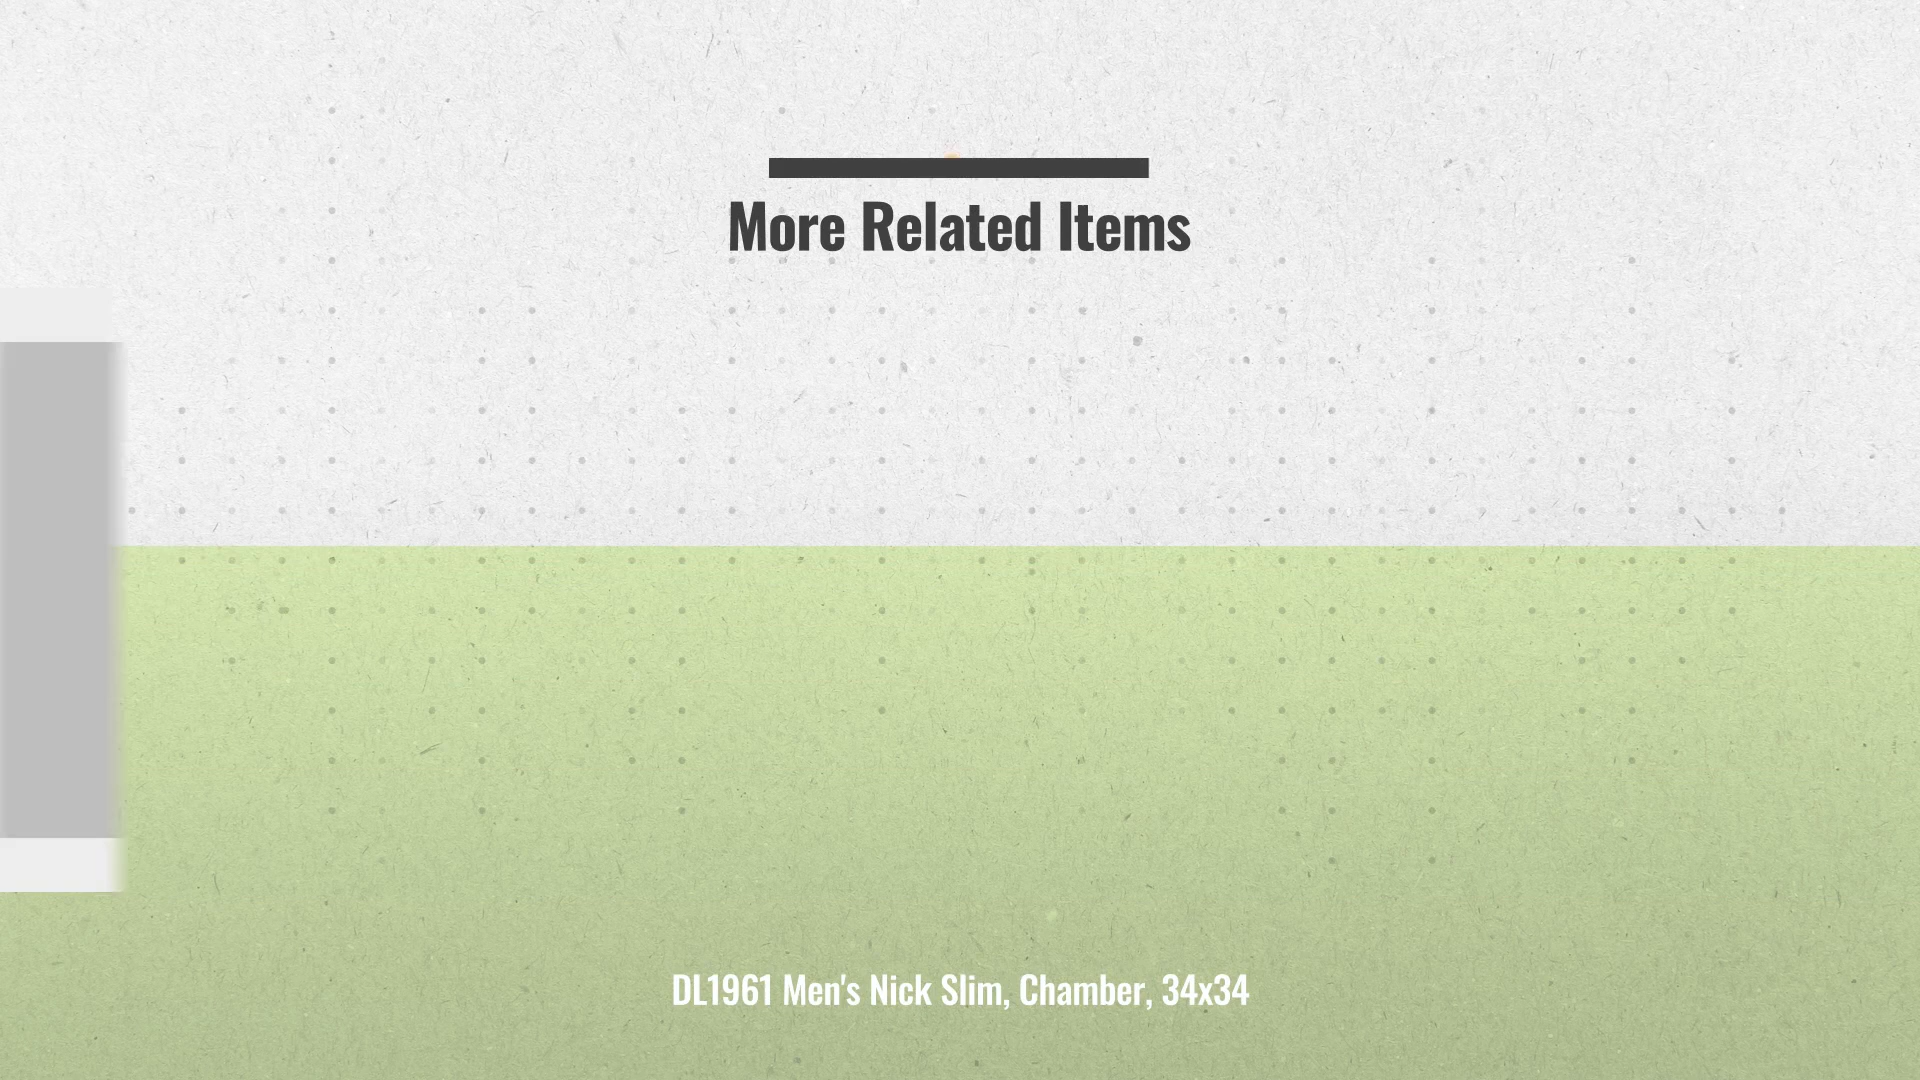 More Related Items
DL1961 Men's Nick Slim, Chamber, 34x34